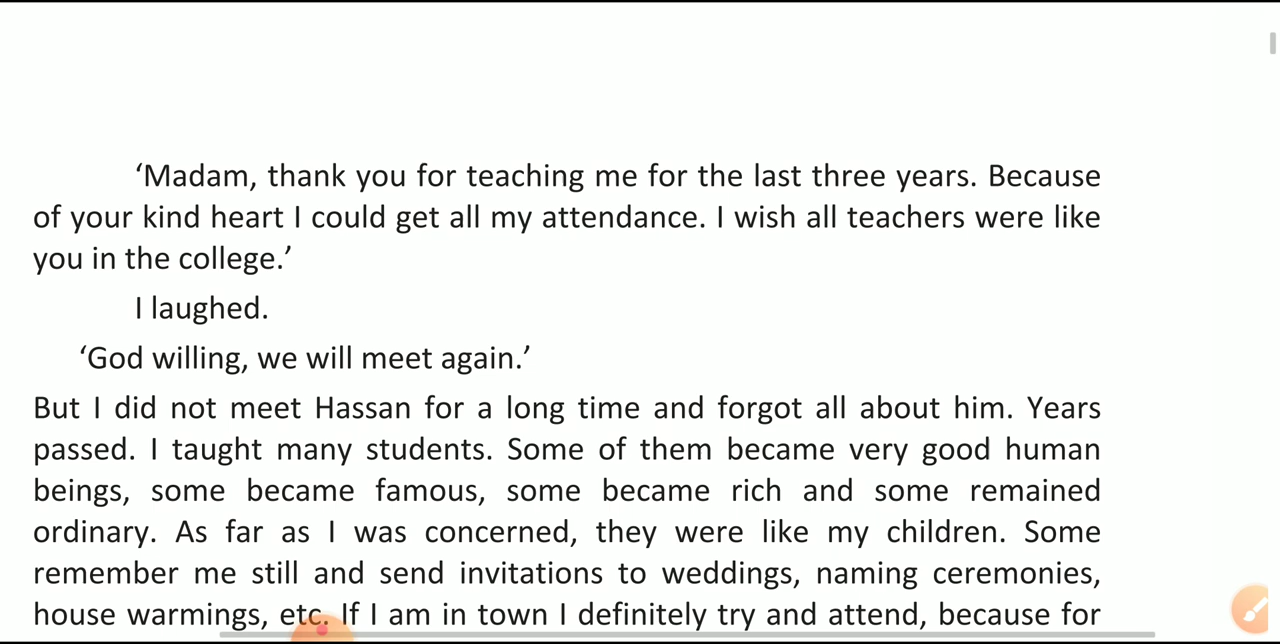 ‘Madam, thank you for teaching me for the last three years. Because
of your kind heart I could get all my attendance. I wish all teachers were like
you in the college.’
I laughed.
‘God willing, we will meet again.’
But I did not meet Hassan for a long time and forgot all about him. Years
passed. I taught many students. Some of them became very good human
beings, some became famous, some became rich and some remained
ordinary. As far as I was concerned, they were like my children. Some
remember me still and send invitations to weddings, naming ceremonies,
house warmings, etc. If I am in town I definitely try and attend, because for